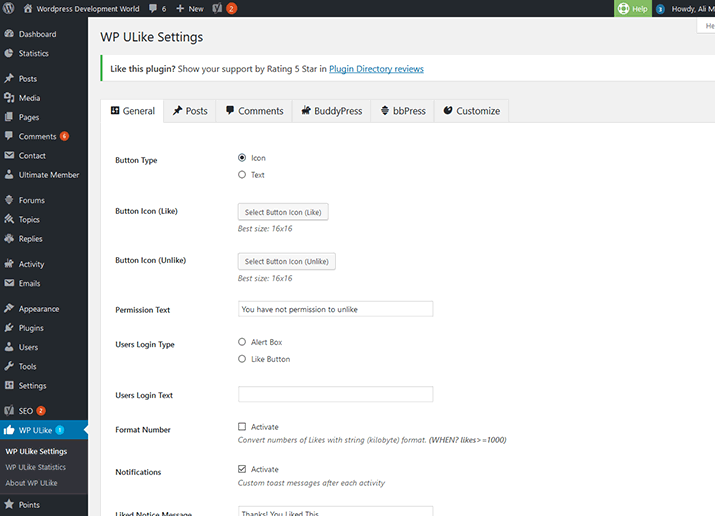 Wordpress Development World 6 New 2 Help 3 Howdy, Ali M
He
Dashboard
Statistics
Posts
Media
Pages
Comments 6
Contact
Ultimate Member
Forums
Topics
Replies
Activity
Emails
Appearance
Plugins
Users
Tools
Settings
SEO 2
WP ULike 1
WP ULike Settings
WP ULike Statistics
About WP ULike
Points
WP ULike Settings
Like this plugin? Show your support by Rating 5 Star in Plugin Directory reviews
General Posts Comments BuddyPress bbPress Customize
Button Type
Icon
Text
Button Icon (Like)
Select Button Icon (Like)
Best size: 16x16
Button Icon (Unlike)
Select Button Icon (Unlike)
Best size: 16x16
Permission Text
You have not permission to unlike
Users Login Type
Alert Box
Like Button
Users Login Text
Format Number
Activate
Convert numbers of Likes with string (kilobyte) format. (WHEN? likes>=1000)
Notifications
Activate
Custom toast messages after each activity
Liked Notice Message
Thanks! You Liked This